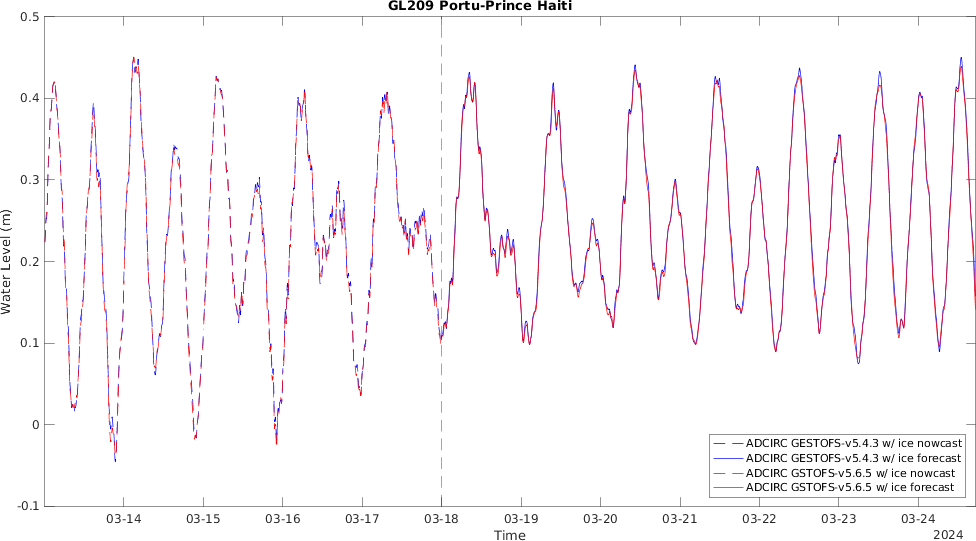 GL209 Portu-Prince Haiti
0.5
0.4
0.3
0.2
0.1
0
-0.1
Water Level (m)
ADCIRC GESTOFS-v5.4.3 w/ ice nowcast
ADCIRC GESTOFS-v5.4.3 w/ ice forecast
ADCIRC GSTOFS-v5.6.5 w/ ice nowcast
ADCIRC GSTOFS-v5.6.5 w/ ice forecast
03-14 03-15 03-16 03-17 03-18 03-19 03-20 03-21 03-22 03-23 03-24
Time
2024